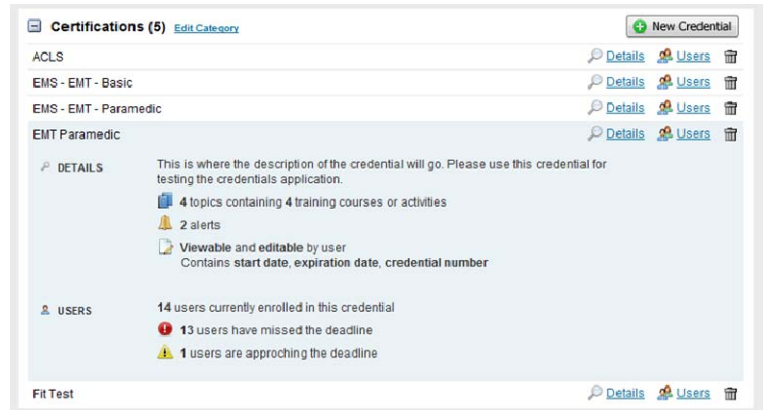 Certifications (5) Edit Category New Credential
ACLS Details Users
EMS - EMT - Basic Details Users
EMS - EMT - Paramedic Details Users
EMT Paramedic Details Users
DETAILS This is where the description of the credential will go. Please use this credential for
testing the credentials application.
4 topics containing 4 training courses or activities
2 alerts
Viewable and editable by user
Contains start date, expiration date, credential number
USERS 14 users currently enrolled in this credential
13 users have missed the deadline
1 users are approching the deadline
Fit Test Details Users